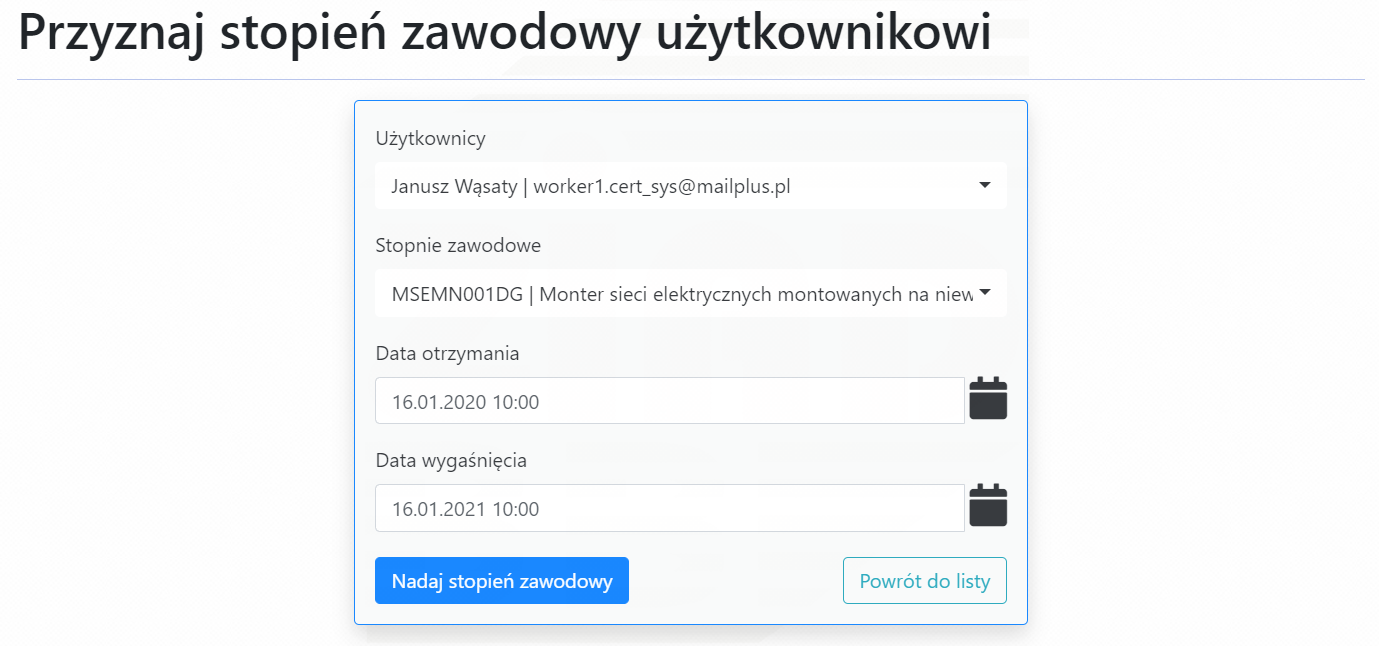 Przyznaj stopień zawodowy użytkownikowi
Użytkownicy
Janusz Wąsaty | worker1.cert_sys@mailplus.pl
Stopnie zawodowe
MSEMN001DG | Monter sieci elektrycznych montowanych na niew
Data otrzymania
16.01.2020 10:00
Data wygaśnięcia
16.01.2021 10:00
Nadaj stopień zawodowy
Powrót do listy